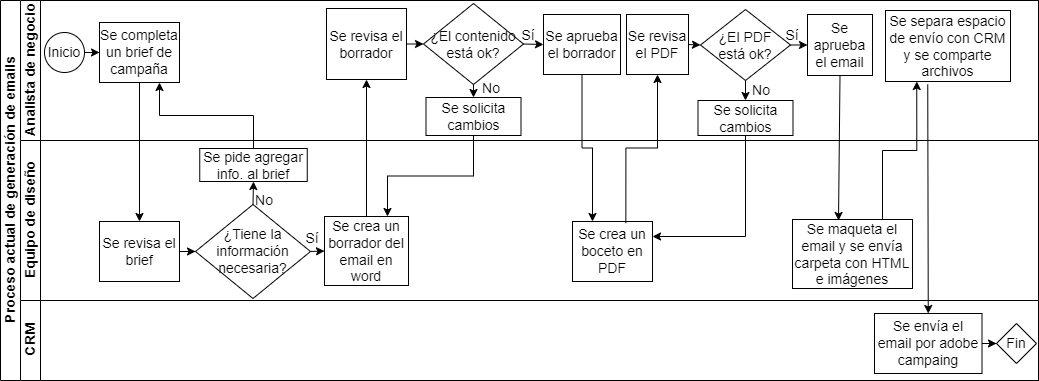 Proceso actual de generación de emails
Analista de negocio
Inicio
Se completa
un brief de
campaña
Se revisa el
borrador
¿El contenido
está ok?
Sí
No
Se solicita
cambios
Se aprueba
el borrador
Se revisa
el PDF
¿El PDF
está ok?
Sí
No
Se solicita
cambios
Se
aprueba
el email
Se separa espacio
de envío con CRM
y se comparte
archivos
Equipo de diseño
Se pide agregar
info. al brief
No
Se revisa el
brief
¿Tiene la
información
necesaria?
Sí
Se crea un
borrador del
email en
word
Se crea un
boceto en
PDF
Se maqueta el
email y se envía
carpeta con HTML
e imágenes
CRM
Se envía el
email por adobe
campaing
Fin